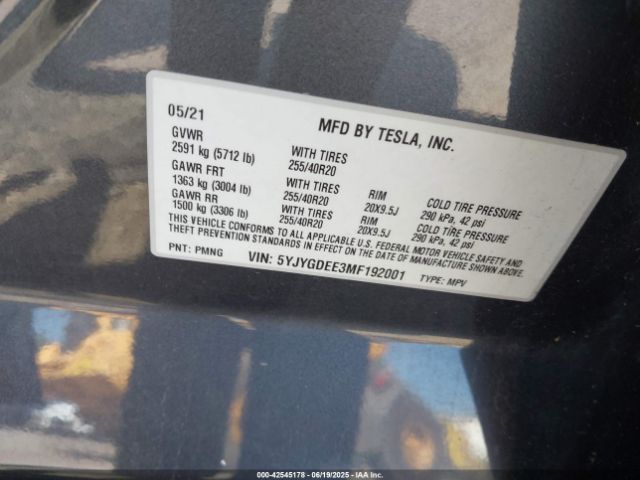 05/21
MFD BY TESLA, INC.
GVWR
2591 kg (5712 lb) WITH TIRES 255/40R20
GAWR FRT
1363 kg (3004 lb) WITH TIRES 255/40R20 RIM 20X9.5J COLD TIRE PRESSURE 290 kPa, 42 psi
GAWR RR
1500 kg (3306 lb) WITH TIRES 255/40R20 RIM 20X9.5J COLD TIRE PRESSURE 290 kPa, 42 psi
THIS VEHICLE CONFORMS TO ALL APPLICABLE U.S. FEDERAL MOTOR VEHICLE SAFETY AND
THEFT PREVENTION STANDARDS IN EFFECT ON THE DATE OF MANUFACTURE SHOWN ABOVE.
PNT: PMNG VIN: 5YJYGDEE3MF192001 TYPE: MPV
000-42545178 - 06/19/2025 - IAA Inc.